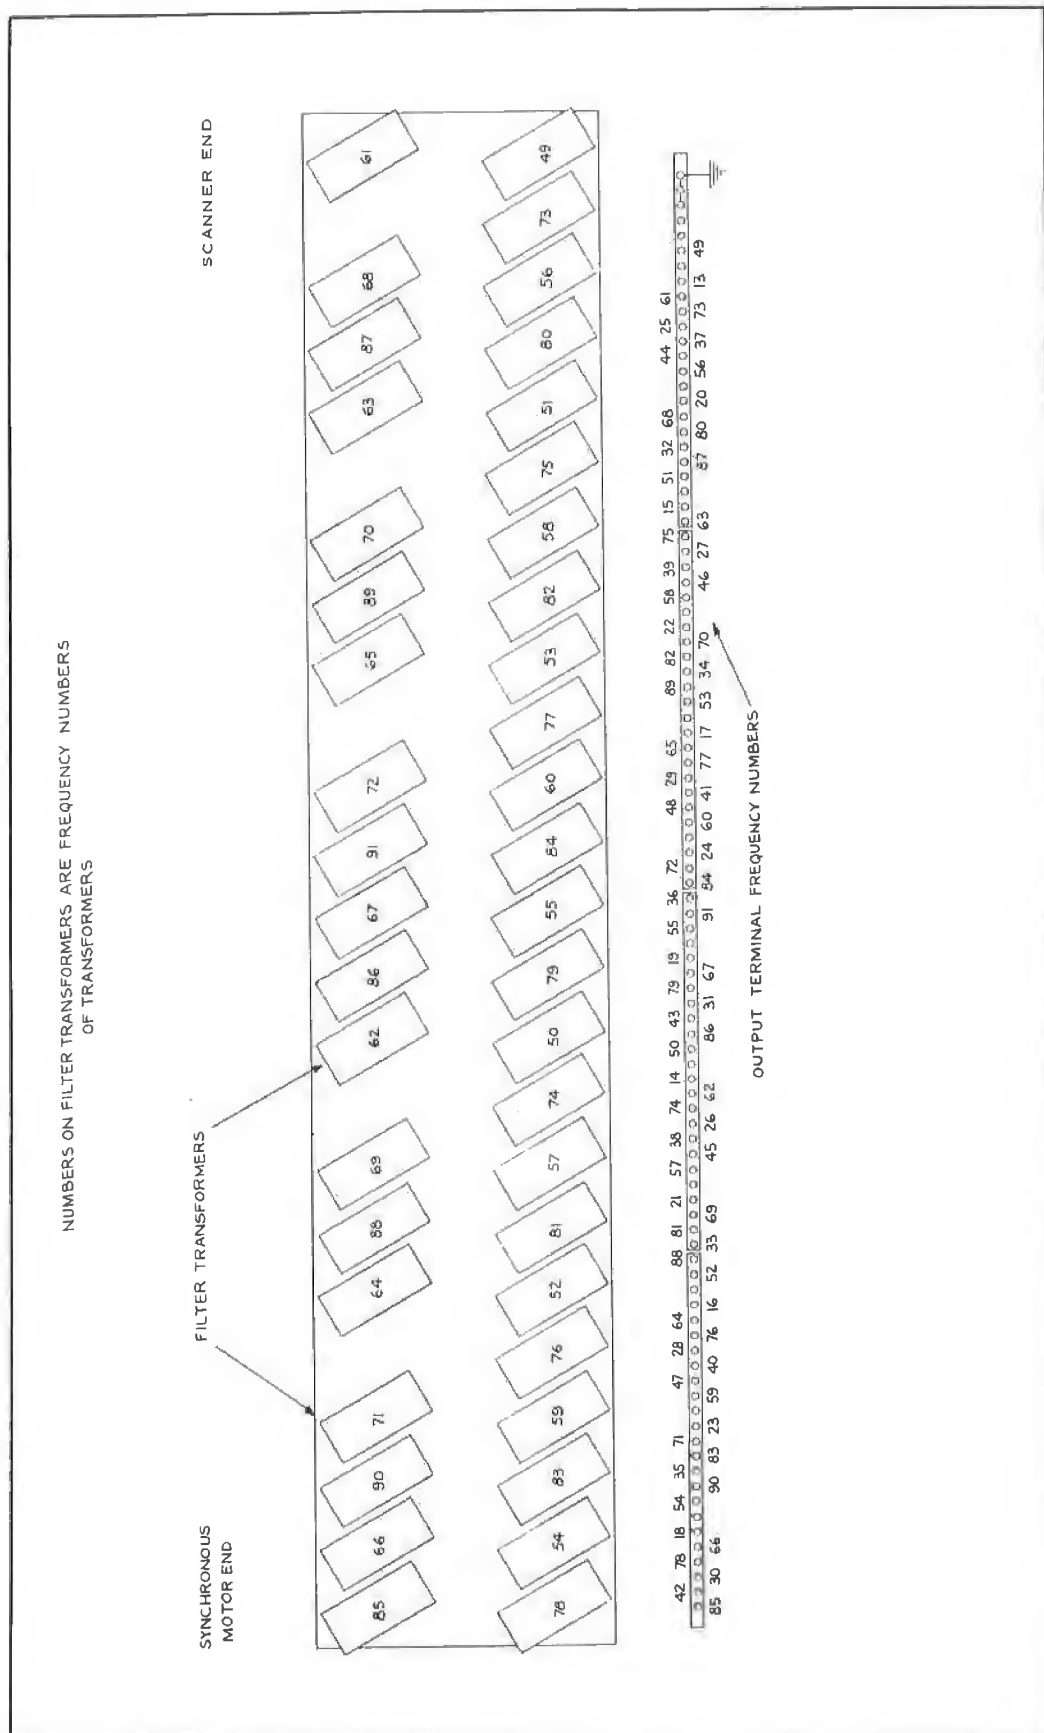 NUMBERS ON FILTER TRANSFORMERS ARE FREQUENCY NUMBERS
OF TRANSFORMERS
SYNCHRONOUS
MOTOR END
FILTER TRANSFORMERS
SCANNER END
85 66 90 71 64 88 69 62 86 67 91 72 65 89 70 63 87 68 61
78 54 83 59 76 52 81 57 74 50 79 55 84 60 77 53 82 58 75 51 80 56 73 49
42 78 18 54 35 71 47 28 64 88 81 21 57 38 74 14 50 43 79 19 55 36 72 48 29 65 89 82 22 58 39 75 15 51 32 68 44 25 61
85 30 66 90 83 23 59 40 76 16 52 33 69 45 26 62 86 31 67 91 84 24 60 41 77 17 53 34 70 46 27 63 87 80 20 56 37 73 13 49
OUTPUT TERMINAL FREQUENCY NUMBERS